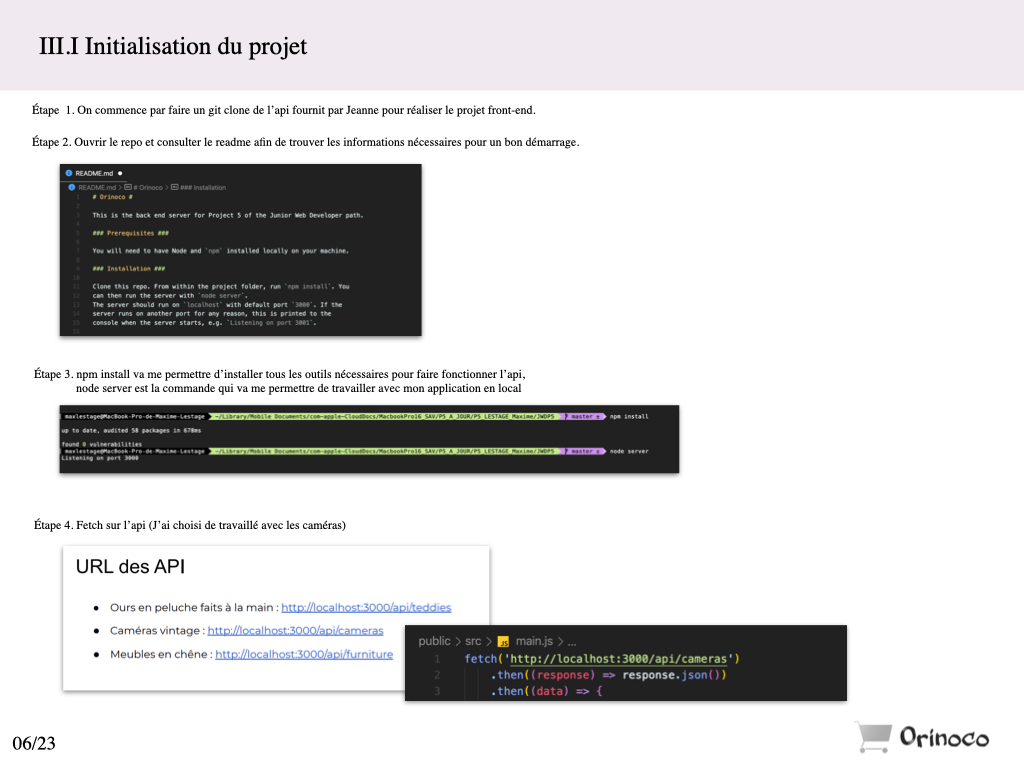 III.I Initialisation du projet
Étape 1. On commence par faire un git clone de l'api fournit par Jeanne pour réaliser le projet front-end.
Étape 2. Ouvrir le repo et consulter le readme afin de trouver les informations nécessaires pour un bon démarrage.
README.md ●
README.md > # Orinoco > ### Installation
1 # Orinoco #
2
3 This is the back end server for Project 5 of the Junior Web Developer path.
4
5 ### Prerequisites ###
6
7 You will need to have Node and `npm` installed locally on your machine.
8
9 ### Installation ###
10
11 Clone this repo. From within the project folder, run `npm install`. You
12 can then run the server with `node server`.
13 The server should run on `localhost` with default port `3000`. If the
14 server runs on another port for any reason, this is printed to the
15 console when the server starts, e.g. `Listening on port 3001`.
16
Étape 3. npm install va me permettre d'installer tous les outils nécessaires pour faire fonctionner l'api,
node server est la commande qui va me permettre de travailler avec mon application en local
maxlestage@MacBook-Pro-de-Maxime-Lestage ~/Library/Mobile Documents/com~apple~CloudDocs/MacbookPro16_SAV/P5_A_JOUR/P5_LESTAGE_Maxime/JWDP5 master ± npm install
up to date, audited 58 packages in 678ms
found 0 vulnerabilities
maxlestage@MacBook-Pro-de-Maxime-Lestage ~/Library/Mobile Documents/com~apple~CloudDocs/MacbookPro16_SAV/P5_A_JOUR/P5_LESTAGE_Maxime/JWDP5 master ± node server
Listening on port 3000
Étape 4. Fetch sur l'api (J'ai choisi de travaillé avec les caméras)
URL des API
● Ours en peluche faits à la main : http://localhost:3000/api/teddies
● Caméras vintage : http://localhost:3000/api/cameras
● Meubles en chêne : http://localhost:3000/api/furniture
public > src > JS main.js > ...
1 fetch('http://localhost:3000/api/cameras')
2 .then((response) => response.json())
3 .then((data) => {
06/23
Orinoco